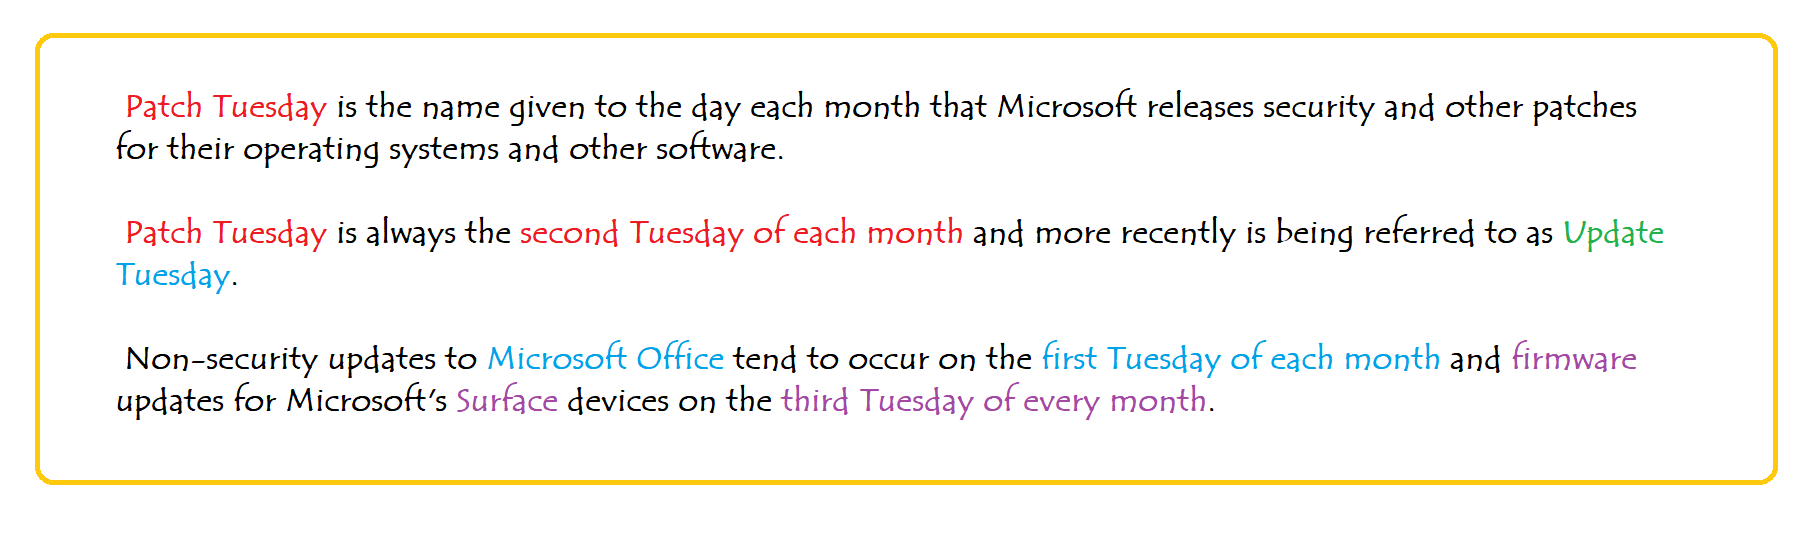 Patch Tuesday is the name given to the day each month that Microsoft releases security and other patches
for their operating systems and other software.
Patch Tuesday is always the second Tuesday of each month and more recently is being referred to as Update
Tuesday.
Non-security updates to Microsoft Office tend to occur on the first Tuesday of each month and firmware
updates for Microsoft's Surface devices on the third Tuesday of every month.